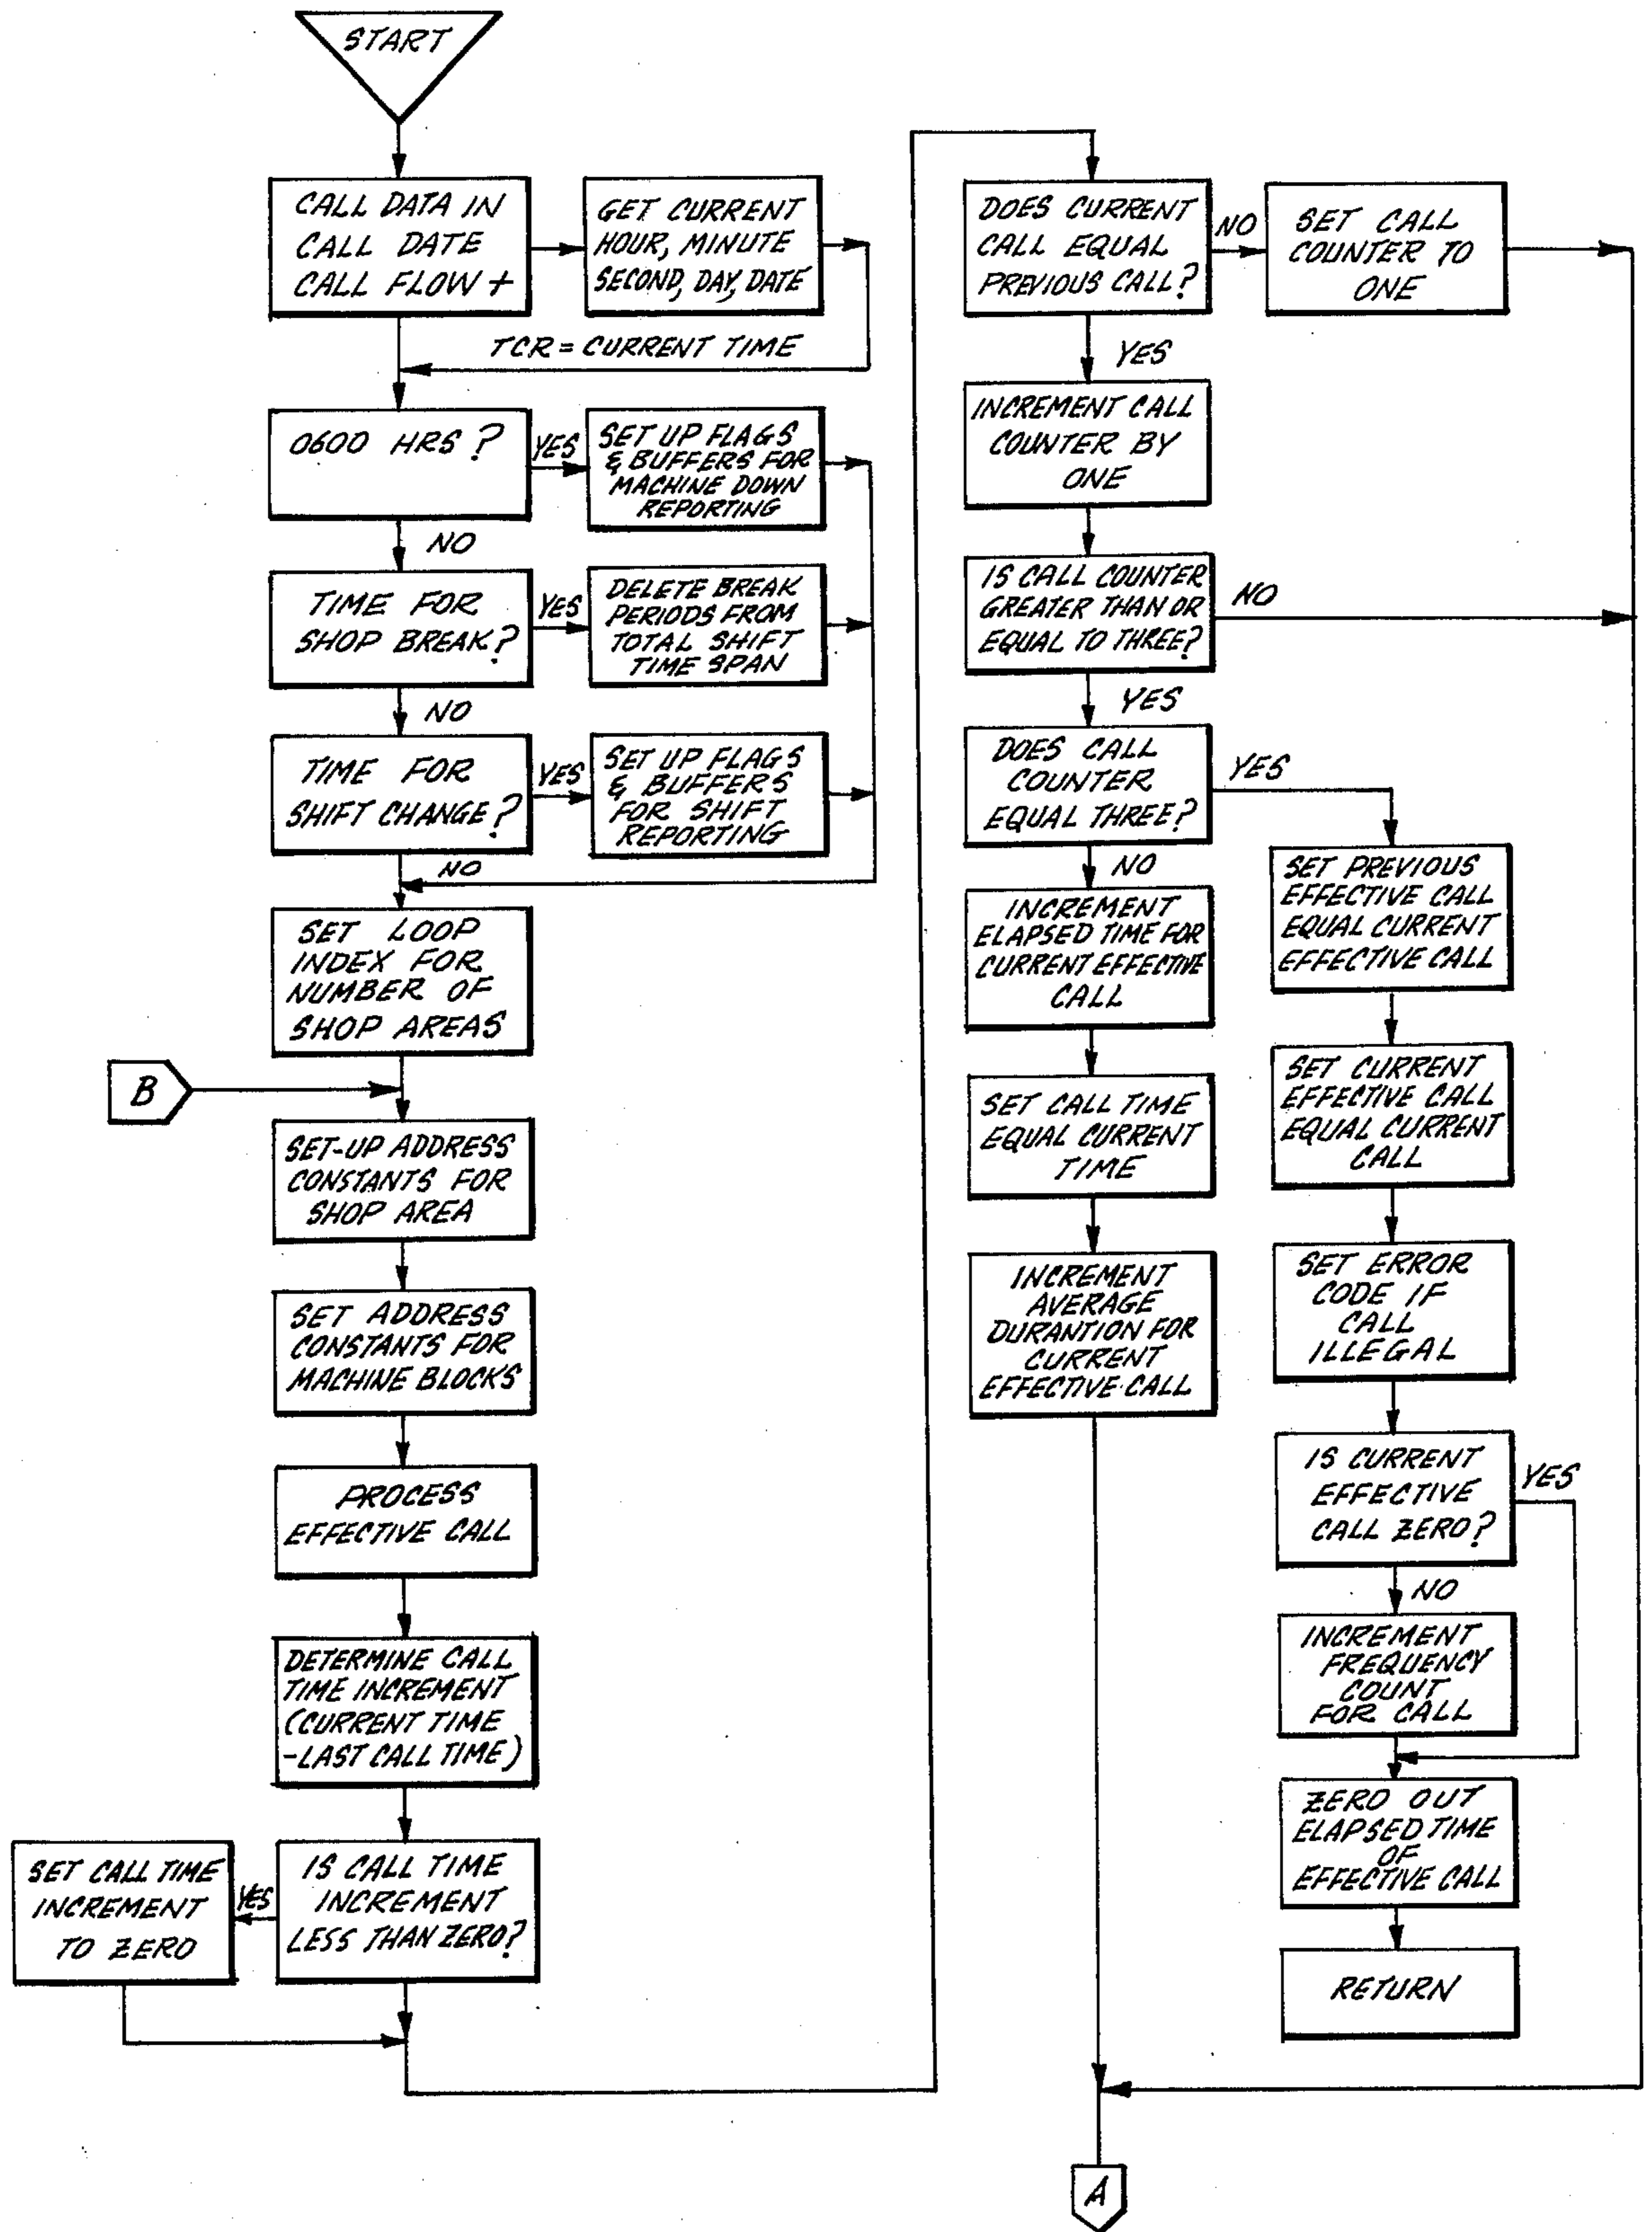 START
CALL DATA IN
CALL DATE
CALL FLOW +
GET CURRENT
HOUR, MINUTE
SECOND, DAY, DATE
TCR = CURRENT TIME
0600 HRS?
YES
SET UP FLAGS
& BUFFERS FOR
MACHINE DOWN
REPORTING
NO
TIME FOR
SHOP BREAK?
YES
DELETE BREAK
PERIODS FROM
TOTAL SHIFT
TIME SPAN
NO
TIME FOR
SHIFT CHANGE?
YES
SET UP FLAGS
& BUFFERS
FOR SHIFT
REPORTING
NO
SET LOOP
INDEX FOR
NUMBER OF
SHOP AREAS
B
SET-UP ADDRESS
CONSTANTS FOR
SHOP AREA
SET ADDRESS
CONSTANTS FOR
MACHINE BLOCKS
PROCESS
EFFECTIVE CALL
DETERMINE CALL
TIME INCREMENT
(CURRENT TIME
-LAST CALL TIME)
IS CALL TIME
INCREMENT
LESS THAN ZERO?
YES
SET CALL TIME
INCREMENT
TO ZERO
DOES CURRENT
CALL EQUAL
PREVIOUS CALL?
NO
SET CALL
COUNTER TO
ONE
YES
INCREMENT CALL
COUNTER BY
ONE
IS CALL COUNTER
GREATER THAN OR
EQUAL TO THREE?
NO
YES
DOES CALL
COUNTER
EQUAL THREE?
YES
NO
INCREMENT
ELAPSED TIME FOR
CURRENT EFFECTIVE
CALL
SET CALL TIME
EQUAL CURRENT
TIME
INCREMENT
AVERAGE
DURANTION FOR
CURRENT
EFFECTIVE CALL
SET PREVIOUS
EFFECTIVE CALL
EQUAL CURRENT
EFFECTIVE CALL
SET CURRENT
EFFECTIVE CALL
EQUAL CURRENT
CALL
SET ERROR
CODE IF
CALL
ILLEGAL
IS CURRENT
EFFECTIVE
CALL ZERO?
YES
NO
INCREMENT
FREQUENCY
COUNT
FOR CALL
ZERO OUT
ELAPSED TIME
OF
EFFECTIVE CALL
RETURN
A